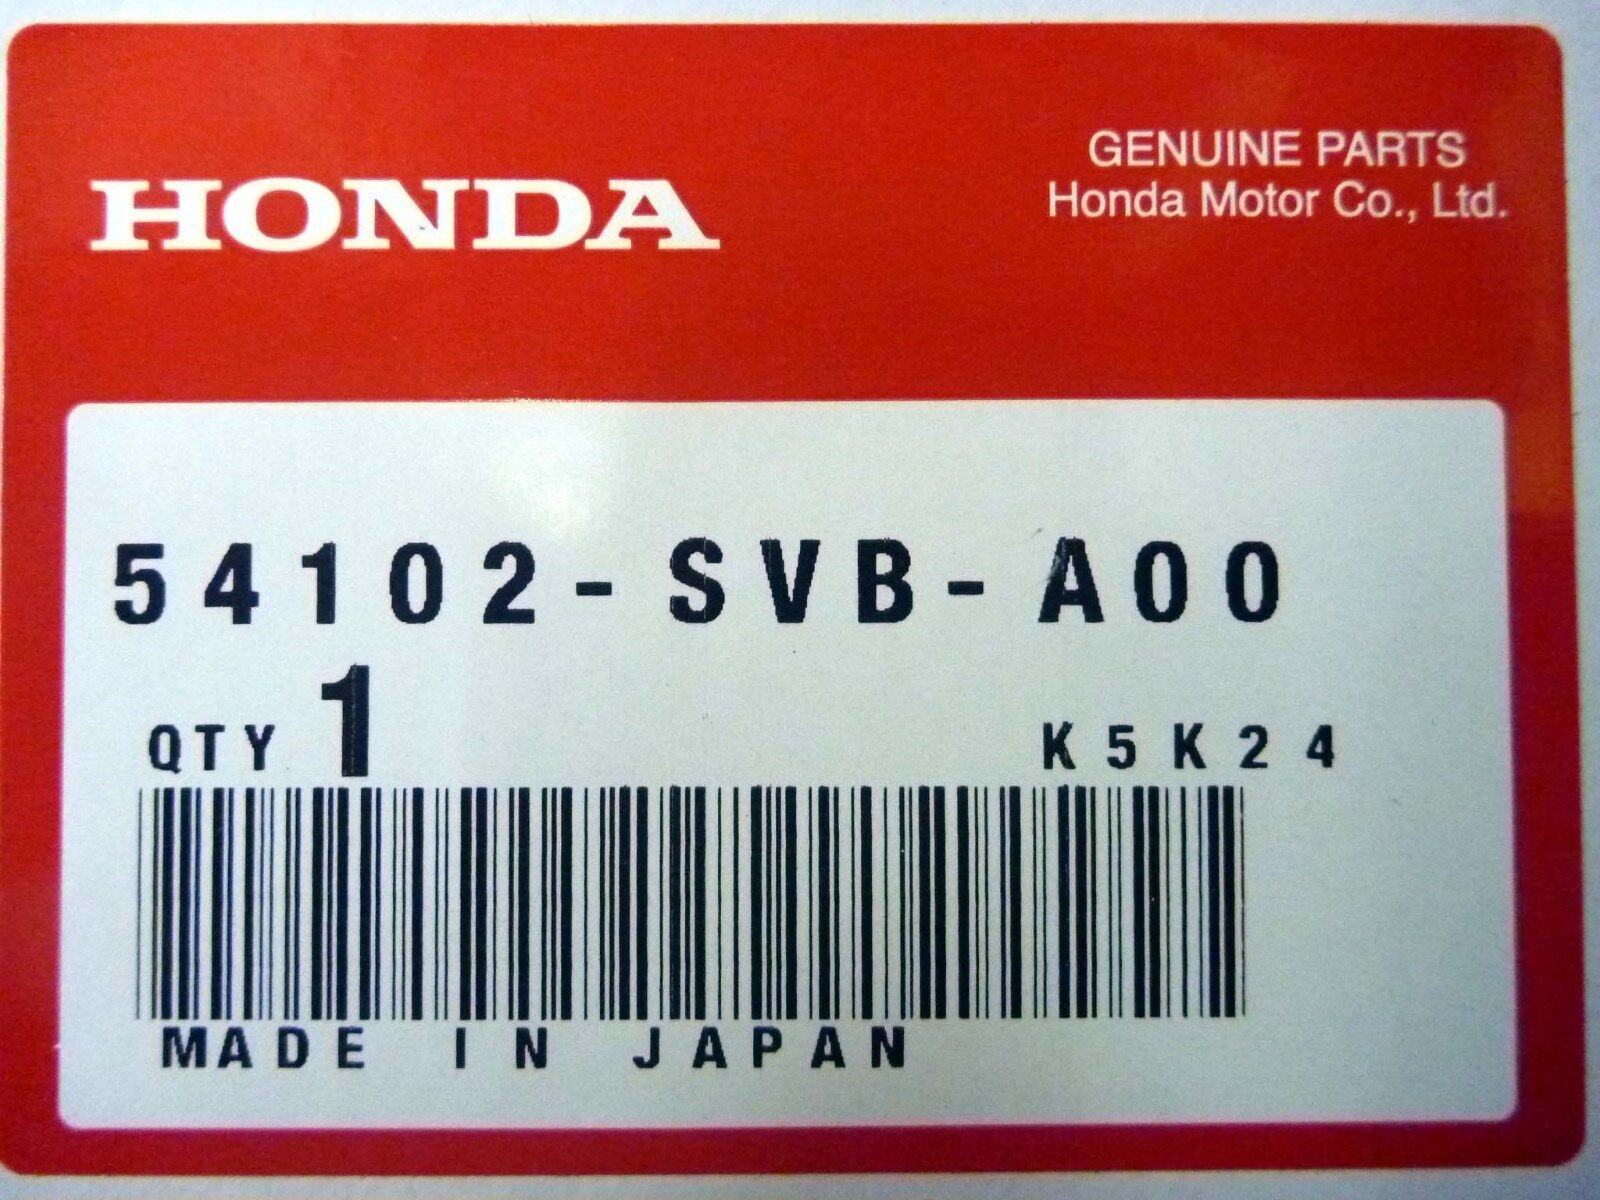 HONDA
GENUINE PARTS
Honda Motor Co., Ltd.
54102-SVB-A00
QTY 1
K5K24
MADE IN JAPAN